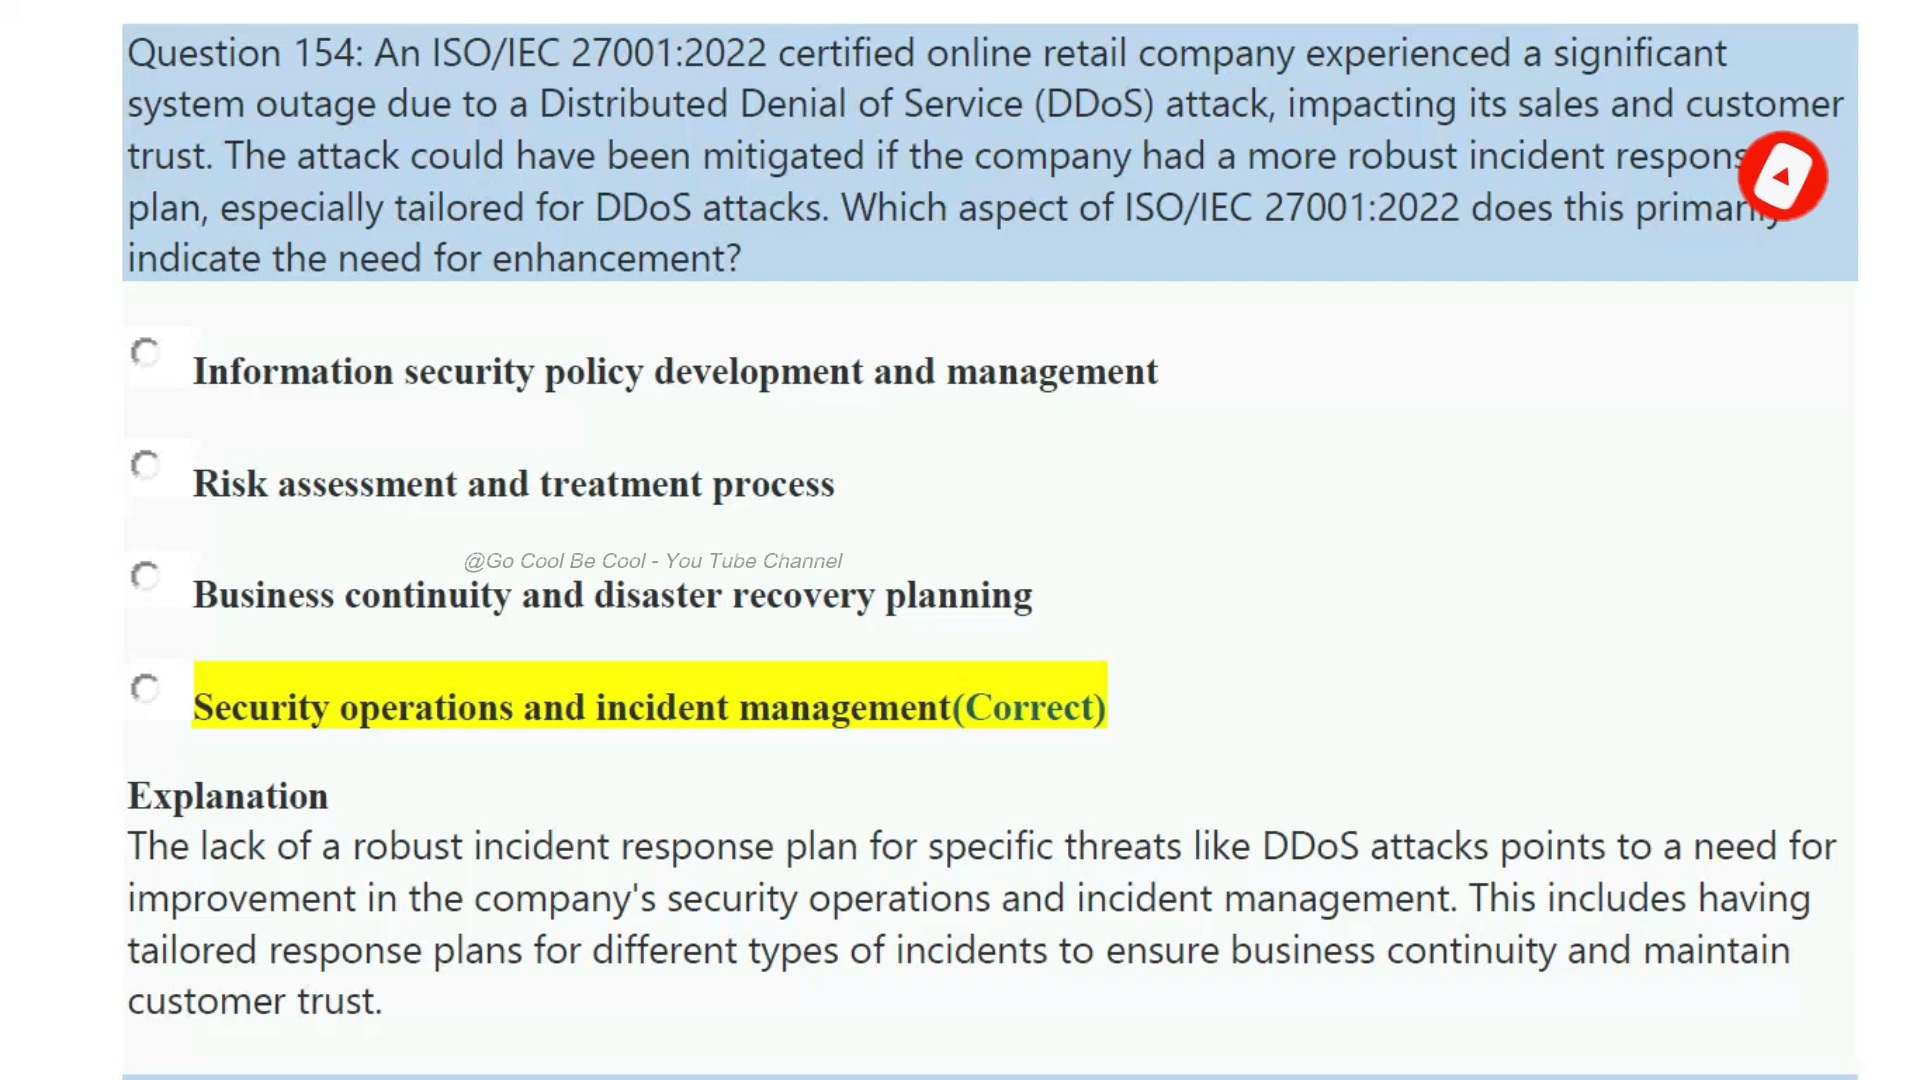 Question 154: An ISO/IEC 27001:2022 certified online retail company experienced a significant
system outage due to a Distributed Denial of Service (DDoS) attack, impacting its sales and customer
trust. The attack could have been mitigated if the company had a more robust incident respons
plan, especially tailored for DDoS attacks. Which aspect of ISO/IEC 27001:2022 does this primarily
indicate the need for enhancement?
Information security policy development and management
Risk assessment and treatment process
@Go Cool Be Cool - You Tube Channel
Business continuity and disaster recovery planning
Security operations and incident management(Correct)
Explanation
The lack of a robust incident response plan for specific threats like DDoS attacks points to a need for
improvement in the company's security operations and incident management. This includes having
tailored response plans for different types of incidents to ensure business continuity and maintain
customer trust.